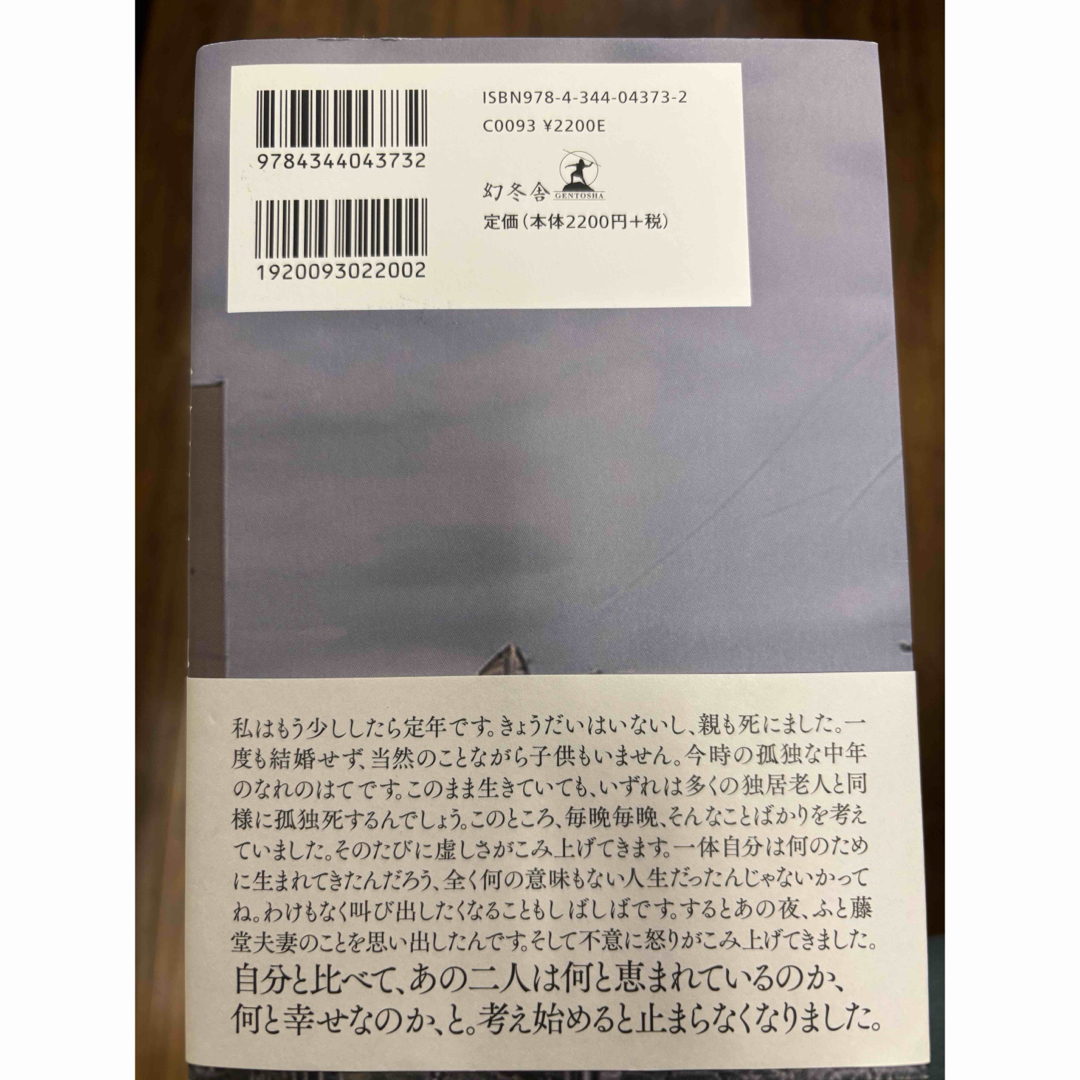 9784344043732
1920093022002
ISBN978-4-344-04373-2
C0093 ¥2200E
幻冬舎 GENTOSHA
定価(本体2200円+税)
私はもう少ししたら定年です。きょうだいはいないし、親も死にました。一
度も結婚せず、当然のことながら子供もいません。今時の孤独な中年
のなれのはてです。このまま生きていても、いずれは多くの独居老人と同
様に孤独死するんでしょう。このところ、毎晩毎晩、そんなことばかりを考え
ていました。そのたびに虚しさがこみ上げてきます。一体自分は何のため
に生まれてきたんだろう、全く何の意味もない人生だったんじゃないかって
ね。わけもなく叫び出したくなることもしばしばです。するとあの夜、ふと藤
堂夫妻のことを思い出したんです。そして不意に怒りがこみ上げてきました。
自分と比べて、あの二人は何と恵まれているのか、
何と幸せなのか、と。考え始めると止まらなくなりました。